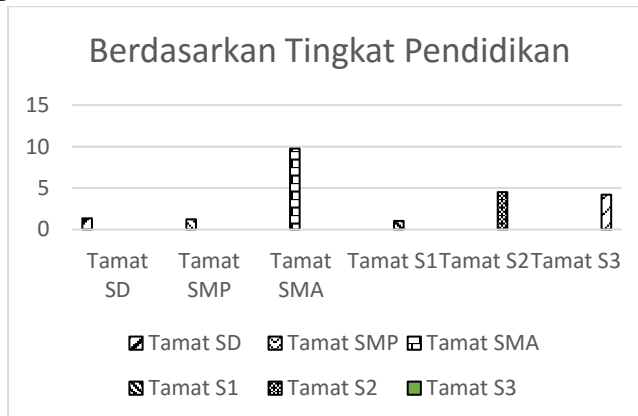 Berdasarkan Tingkat Pendidikan
15
10
5
0
Tamat SD
Tamat SMP
Tamat SMA
Tamat S1
Tamat S2
Tamat S3
Tamat SD
Tamat SMP
Tamat SMA
Tamat S1
Tamat S2
Tamat S3